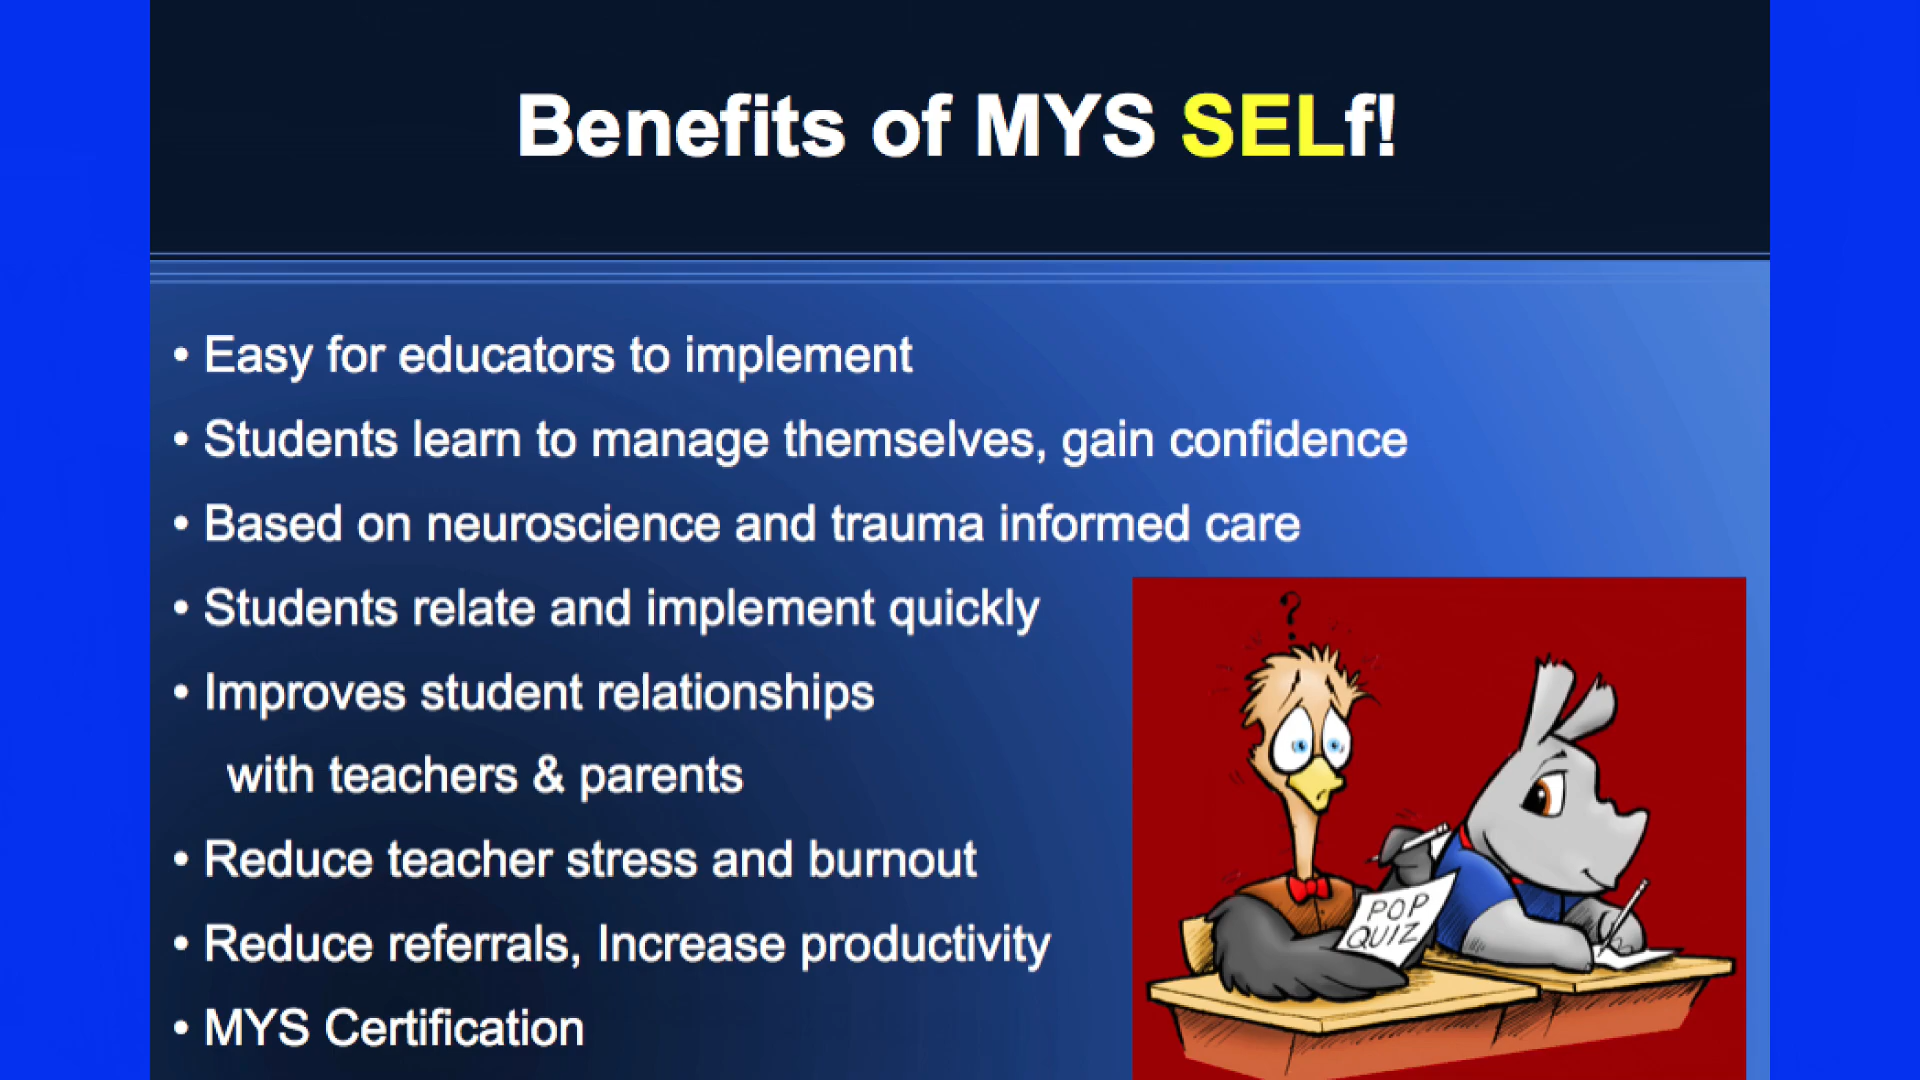 Benefits of MYS SELf!
• Easy for educators to implement
• Students learn to manage themselves, gain confidence
• Based on neuroscience and trauma informed care
• Students relate and implement quickly
• Improves student relationships
with teachers & parents
• Reduce teacher stress and burnout
• Reduce referrals, Increase productivity
• MYS Certification
?
POP
QUIZ